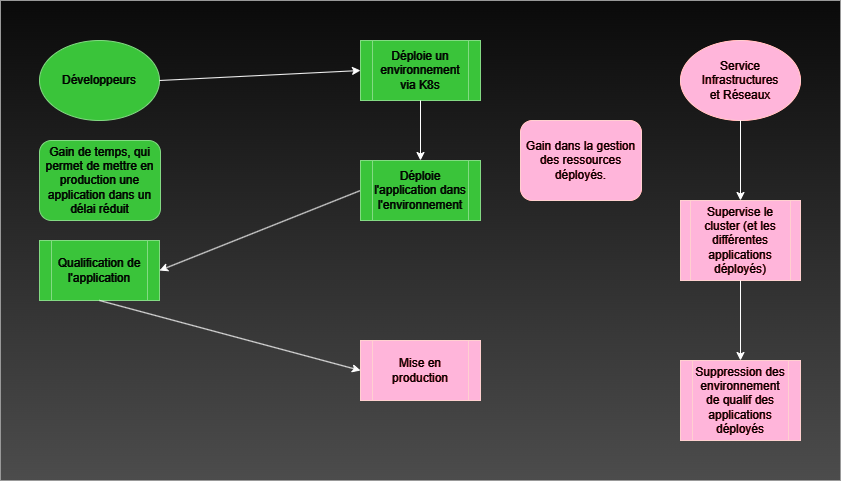 Développeurs
Déploie un
environnement
via K8s
Service
Infrastructures
et Réseaux
Gain de temps, qui
permet de mettre en
production une
application dans un
délai réduit
Gain dans la gestion
des ressources
déployés.
Déploie
l'application dans
l'environnement
Supervise le
cluster (et les
différentes
applications
déployés)
Qualification de
l'application
Mise en
production
Suppression des
environnement
de qualif des
applications
déployés